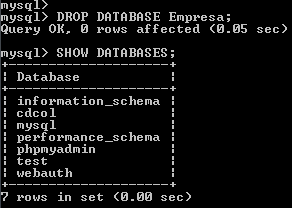 mysql>
mysql> DROP DATABASE Empresa;
Query OK, 0 rows affected (0.05 sec)
mysql> SHOW DATABASES;
+--------------------+
| Database           |
+--------------------+
| information_schema |
| cdcol              |
| mysql              |
| performance_schema |
| phpmyadmin         |
| test               |
| webauth            |
+--------------------+
7 rows in set (0.00 sec)